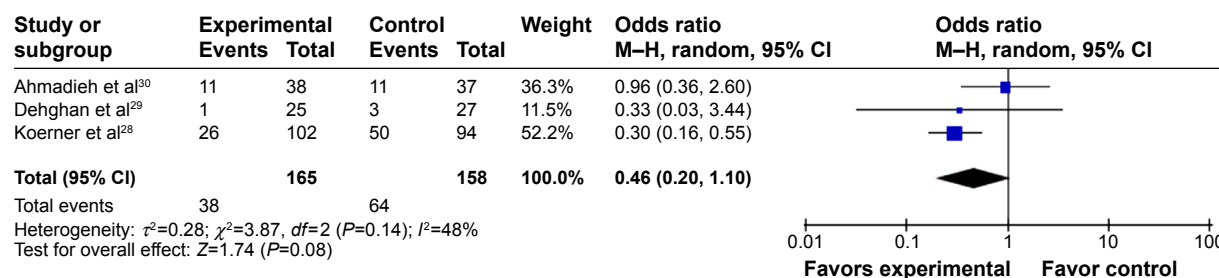 Study or subgroup Experimental Control Weight Odds ratio Odds ratio
Events Total Events Total M–H, random, 95% CI M–H, random, 95% CI
Ahmadieh et al³⁰ 11 38 11 37 36.3% 0.96 (0.36, 2.60)
Dehghan et al²⁹ 1 25 3 27 11.5% 0.33 (0.03, 3.44)
Koerner et al²⁸ 26 102 50 94 52.2% 0.30 (0.16, 0.55)
Total (95% CI) 165 158 100.0% 0.46 (0.20, 1.10)
Total events 38 64
Heterogeneity: τ²=0.28; χ²=3.87, df=2 (P=0.14); I²=48%
Test for overall effect: Z=1.74 (P=0.08)
0.01 0.1 1 10 100
Favors experimental Favor control